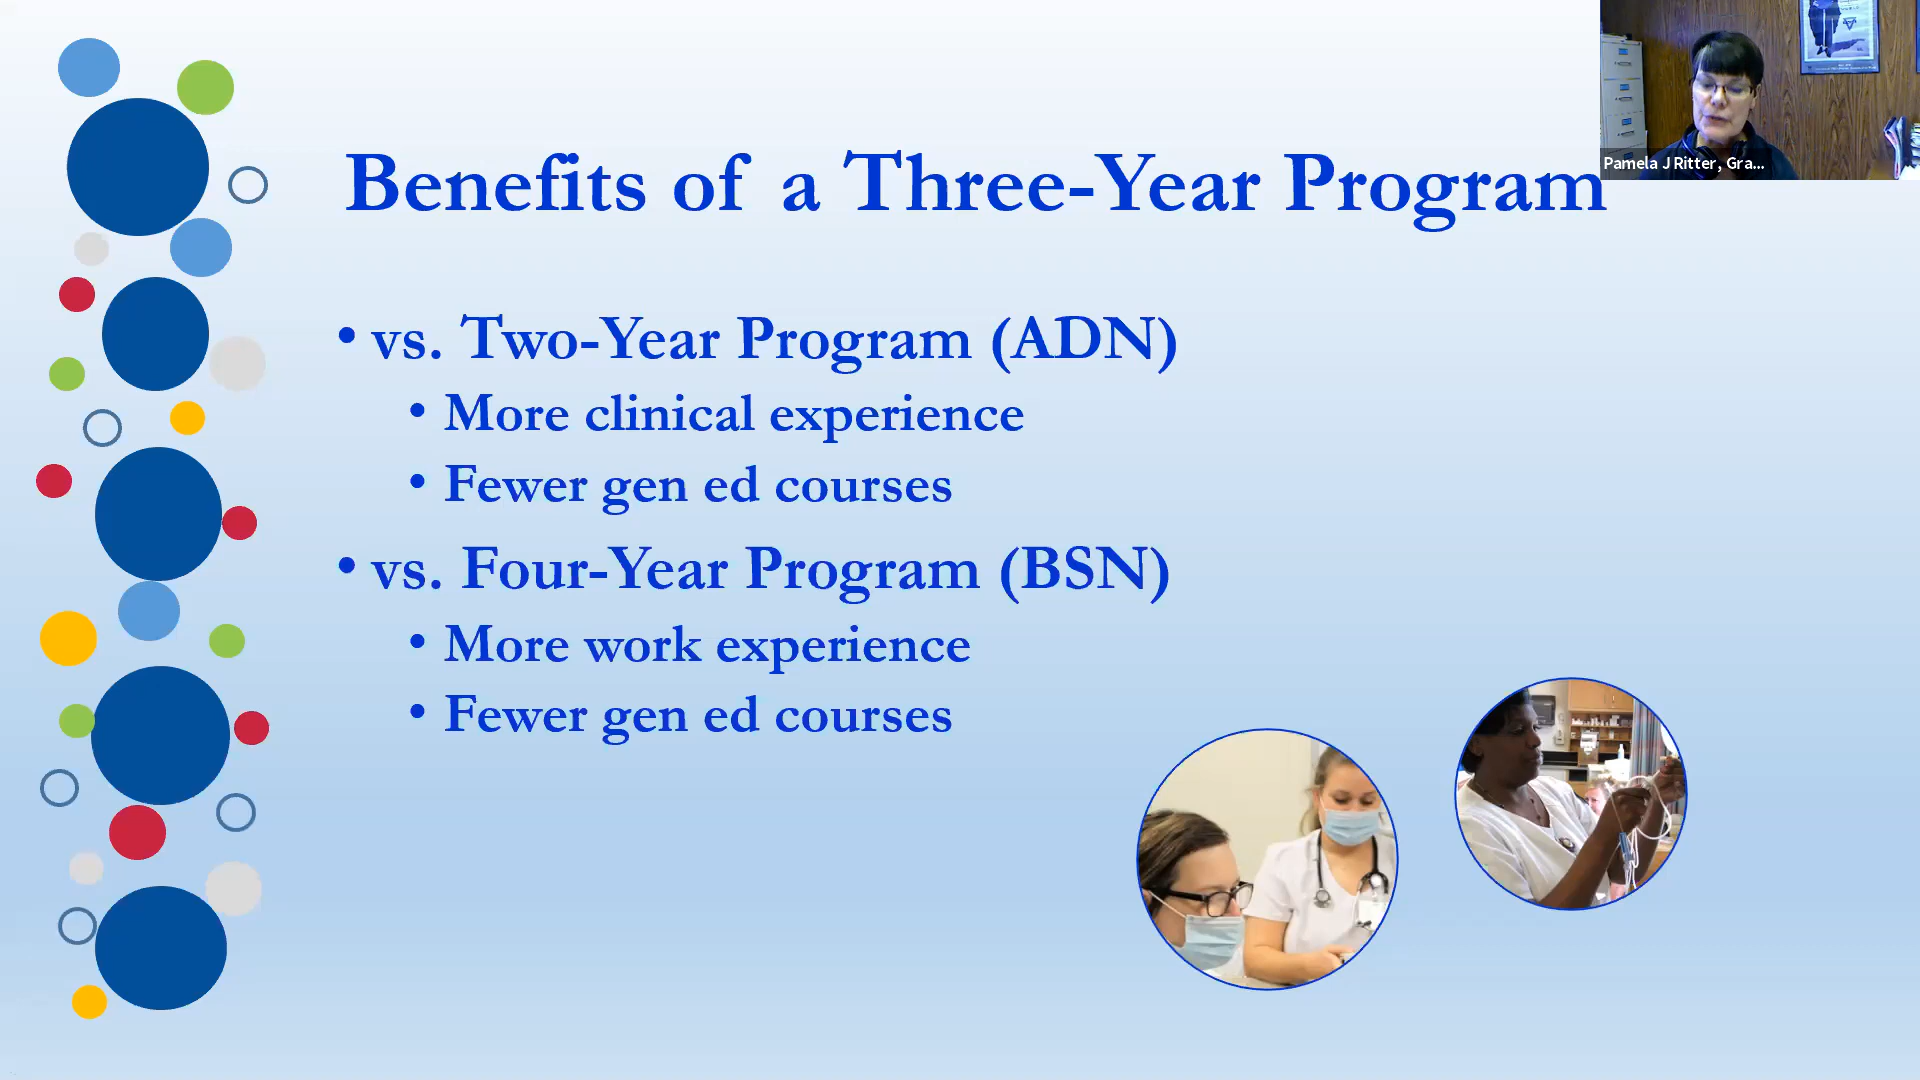 Benefits of a Three-Year Program
Pamela J Ritter, Gra...
• vs. Two-Year Program (ADN)
• More clinical experience
• Fewer gen ed courses
• vs. Four-Year Program (BSN)
• More work experience
• Fewer gen ed courses